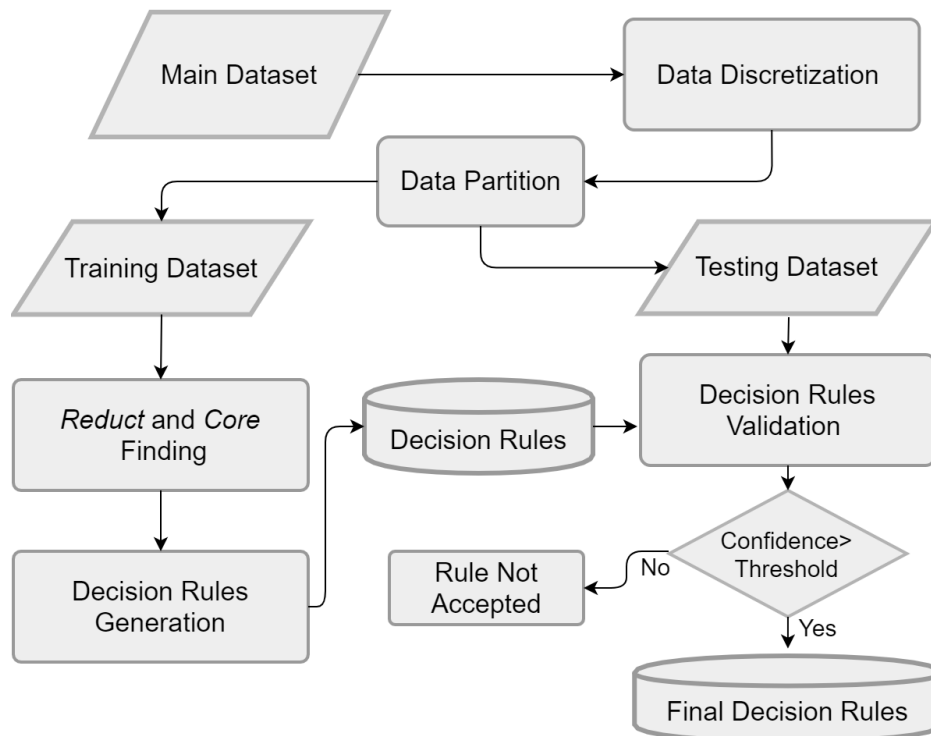 Main Dataset
Data Discretization
Data Partition
Training Dataset
Testing Dataset
Reduct and Core
Finding
Decision Rules
Decision Rules
Validation
Decision Rules
Generation
Rule Not
Accepted
No
Confidence>
Threshold
Yes
Final Decision Rules